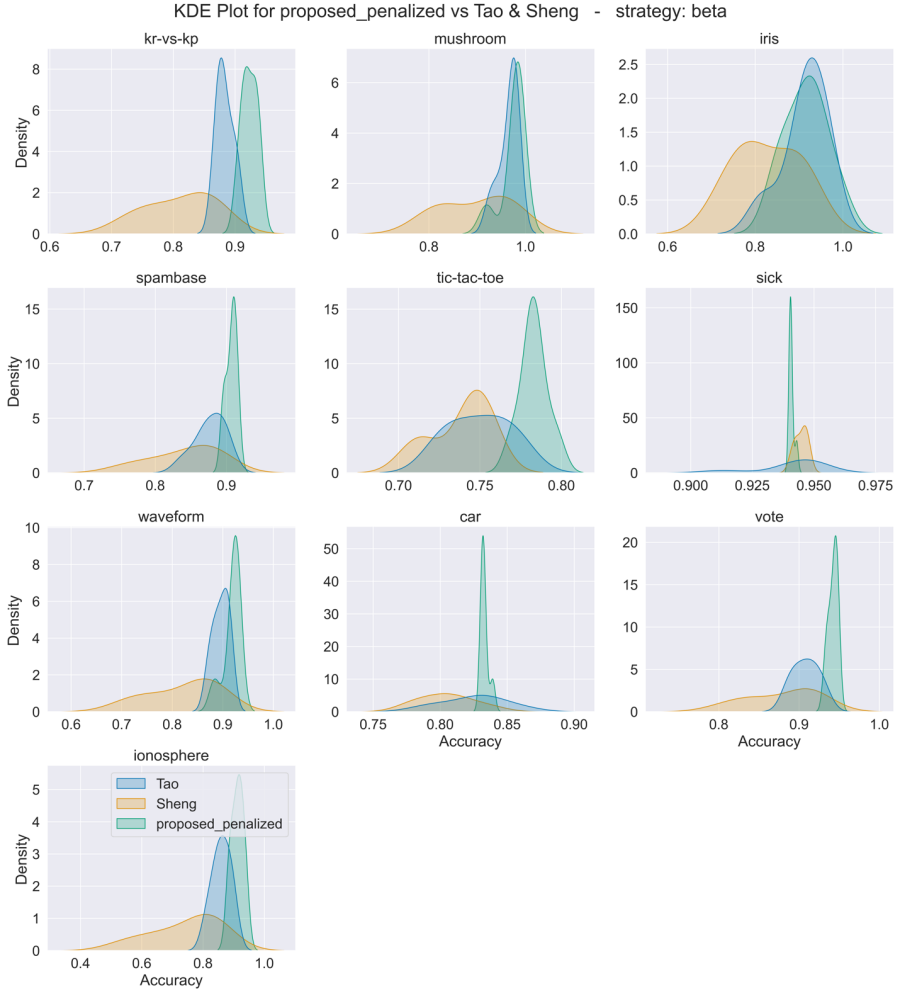 KDE Plot for proposed_penalized vs Tao & Sheng - strategy: beta
kr-vs-kp
mushroom
iris
8
6
4
2
0
Density
0.6 0.7 0.8 0.9
6
4
2
0
0.8 1.0
2.5
2.0
1.5
1.0
0.5
0.0
0.6 0.8 1.0
spambase
tic-tac-toe
sick
15
10
5
0
Density
0.7 0.8 0.9
15
10
5
0
0.70 0.75 0.80
150
100
50
0
0.900 0.925 0.950 0.975
waveform
car
vote
10
8
6
4
2
0
Density
0.6 0.7 0.8 0.9 1.0
50
40
30
20
10
0
0.75 0.80 0.85 0.90
Accuracy
20
15
10
5
0
0.8 0.9 1.0
Accuracy
ionosphere
5
4
3
2
1
0
Density
Tao
Sheng
proposed_penalized
0.4 0.6 0.8 1.0
Accuracy